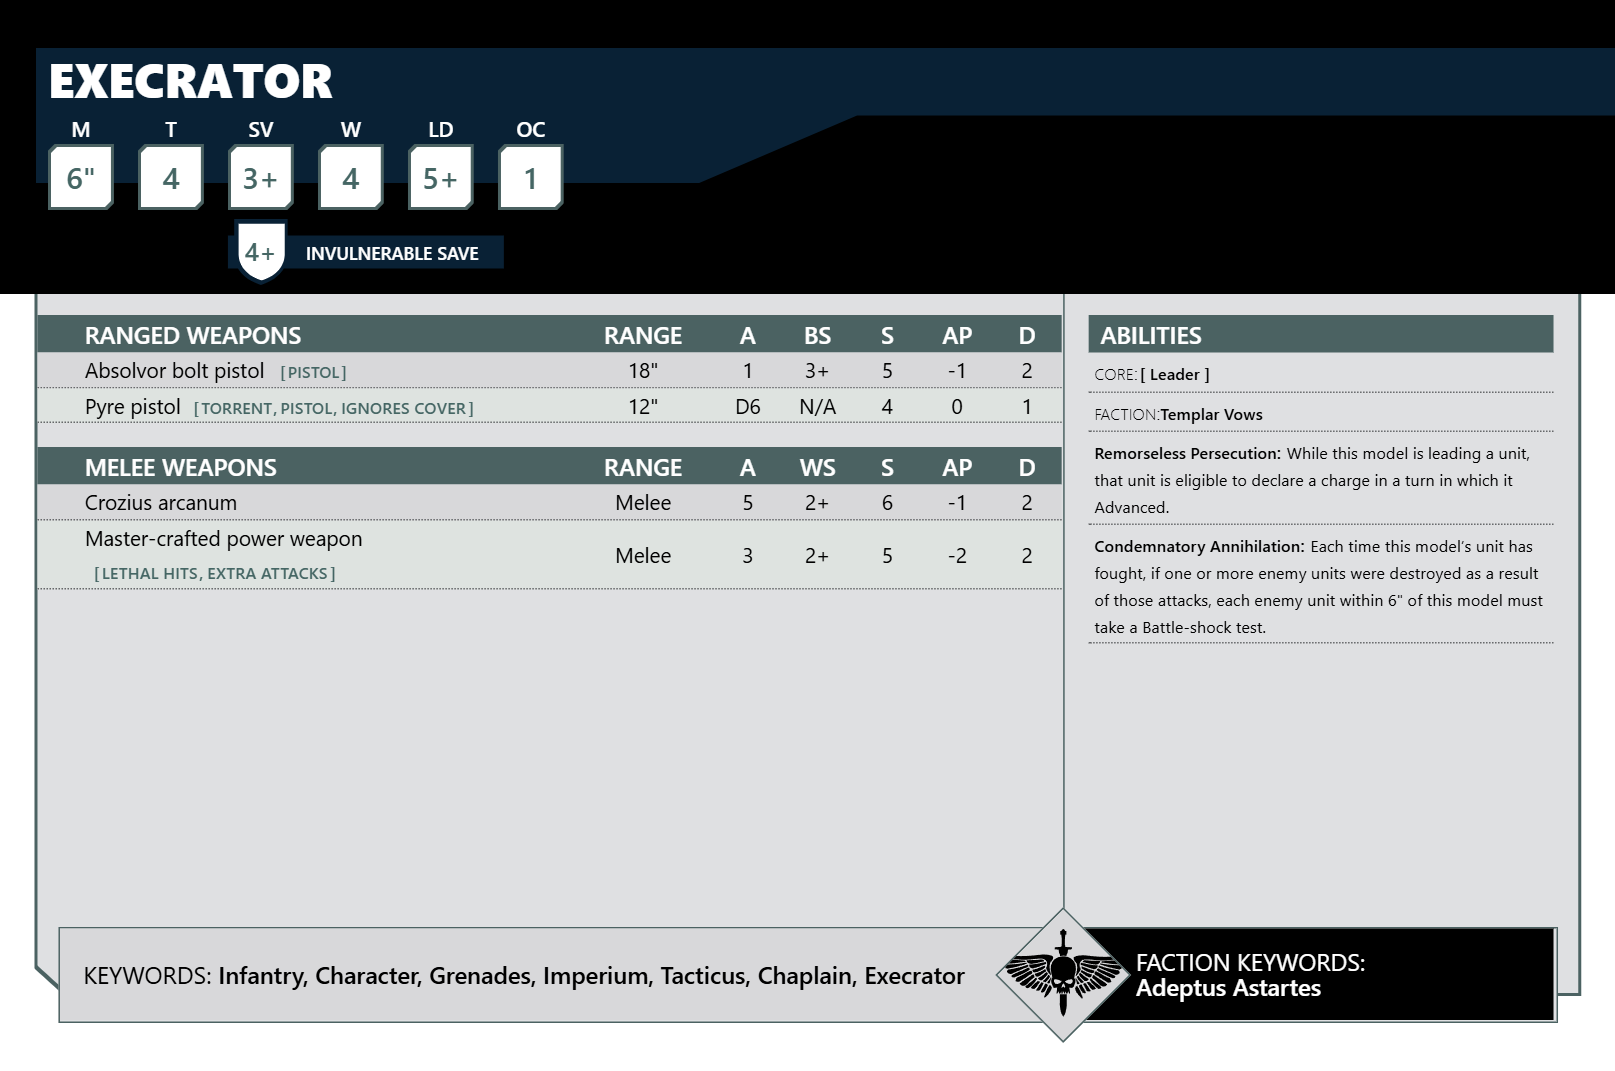 EXECRATOR
M T SV W LD OC
6" 4 3+ 4 5+ 1
4+ INVULNERABLE SAVE
RANGED WEAPONS RANGE A BS S AP D
Absolvor bolt pistol [PISTOL] 18" 1 3+ 5 -1 2
Pyre pistol [TORRENT, PISTOL, IGNORES COVER] 12" D6 N/A 4 0 1
MELEE WEAPONS RANGE A WS S AP D
Crozius arcanum Melee 5 2+ 6 -1 2
Master-crafted power weapon
[LETHAL HITS, EXTRA ATTACKS] Melee 3 2+ 5 -2 2
ABILITIES
CORE: [ Leader ]
FACTION:Templar Vows
Remorseless Persecution: While this model is leading a unit,
that unit is eligible to declare a charge in a turn in which it
Advanced.
Condemnatory Annihilation: Each time this model's unit has
fought, if one or more enemy units were destroyed as a result
of those attacks, each enemy unit within 6" of this model must
take a Battle-shock test.
KEYWORDS: Infantry, Character, Grenades, Imperium, Tacticus, Chaplain, Execrator
FACTION KEYWORDS:
Adeptus Astartes